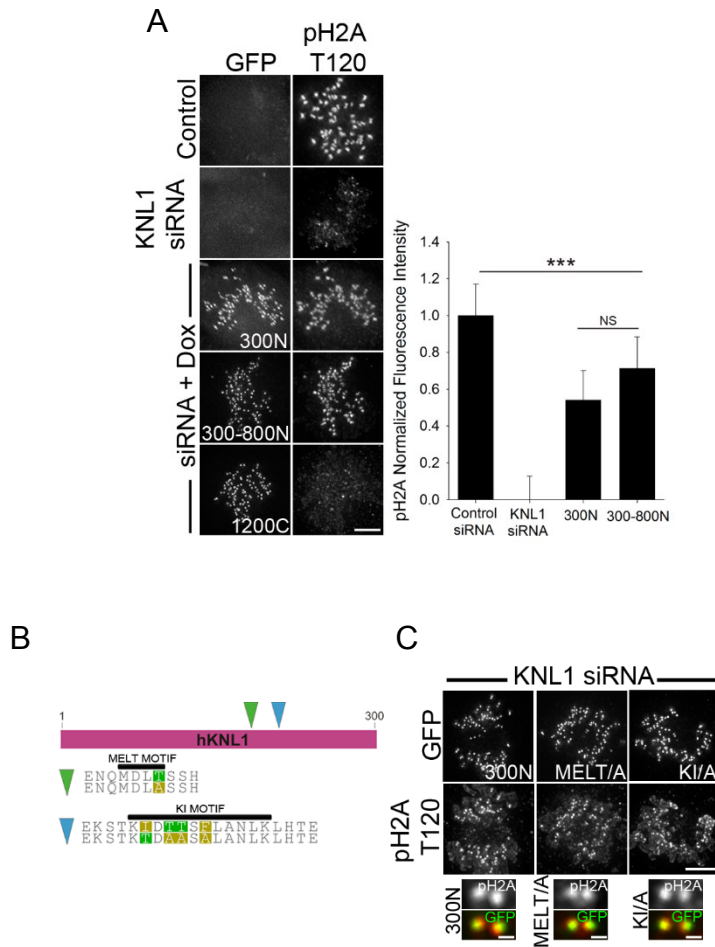 A
GFP
pH2A
T120
Control
KNL1
siRNA
siRNA + Dox
300N
300-800N
1200C
pH2A Normalized Fluorescence Intensity
1.4
1.2
1.0
0.8
0.6
0.4
0.2
0.0
***
NS
Control
siRNA
KNL1
siRNA
300N
300-800N
B
1
300
hKNL1
MELT MOTIF
ENQMDLTSSH
ENQMDLASSH
KI MOTIF
EKSTKIDTTSFLANLKLHTE
EKSTKTDAASALANLKLHTE
C
KNL1 siRNA
GFP
300N
MELT/A
KI/A
pH2A
T120
300N
pH2A
GFP
MELT/A
pH2A
GFP
KI/A
pH2A
GFP